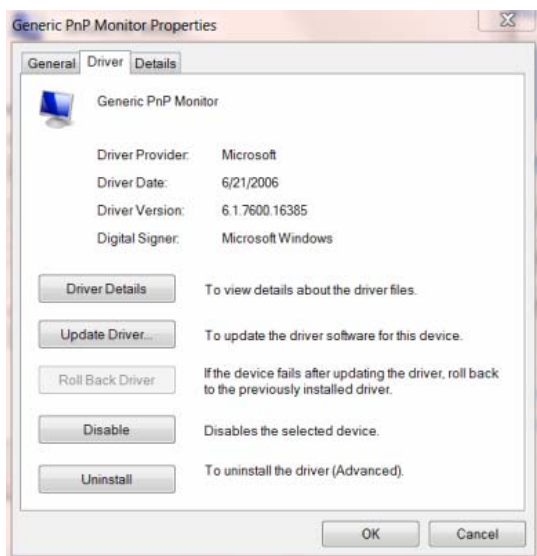 Generic PnP Monitor Properties
General Driver Details
Generic PnP Monitor
Driver Provider: Microsoft
Driver Date: 6/21/2006
Driver Version: 6.1.7600.16385
Digital Signer: Microsoft Windows
Driver Details To view details about the driver files.
Update Driver... To update the driver software for this device.
Roll Back Driver If the device fails after updating the driver, roll back
to the previously installed driver.
Disable Disables the selected device.
Uninstall To uninstall the driver (Advanced).
OK Cancel